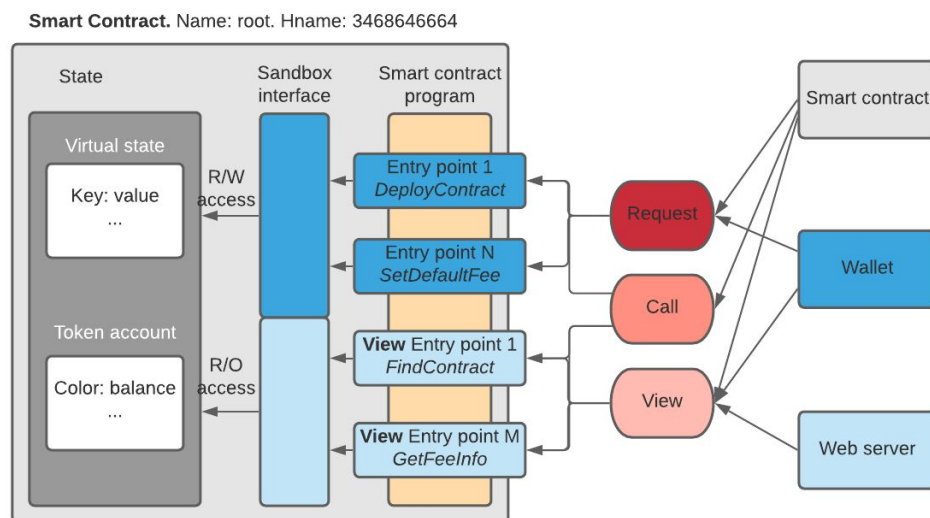 Smart Contract. Name: root. Hname: 3468646664
State
Sandbox
interface
Smart contract
program
Smart contract
Virtual state
Key: value
...
R/W
access
Entry point 1
DeployContract
Request
Entry point N
SetDefaultFee
Wallet
Call
Token account
Color: balance
...
R/O
access
View Entry point 1
FindContract
View
View Entry point M
GetFeeInfo
Web server